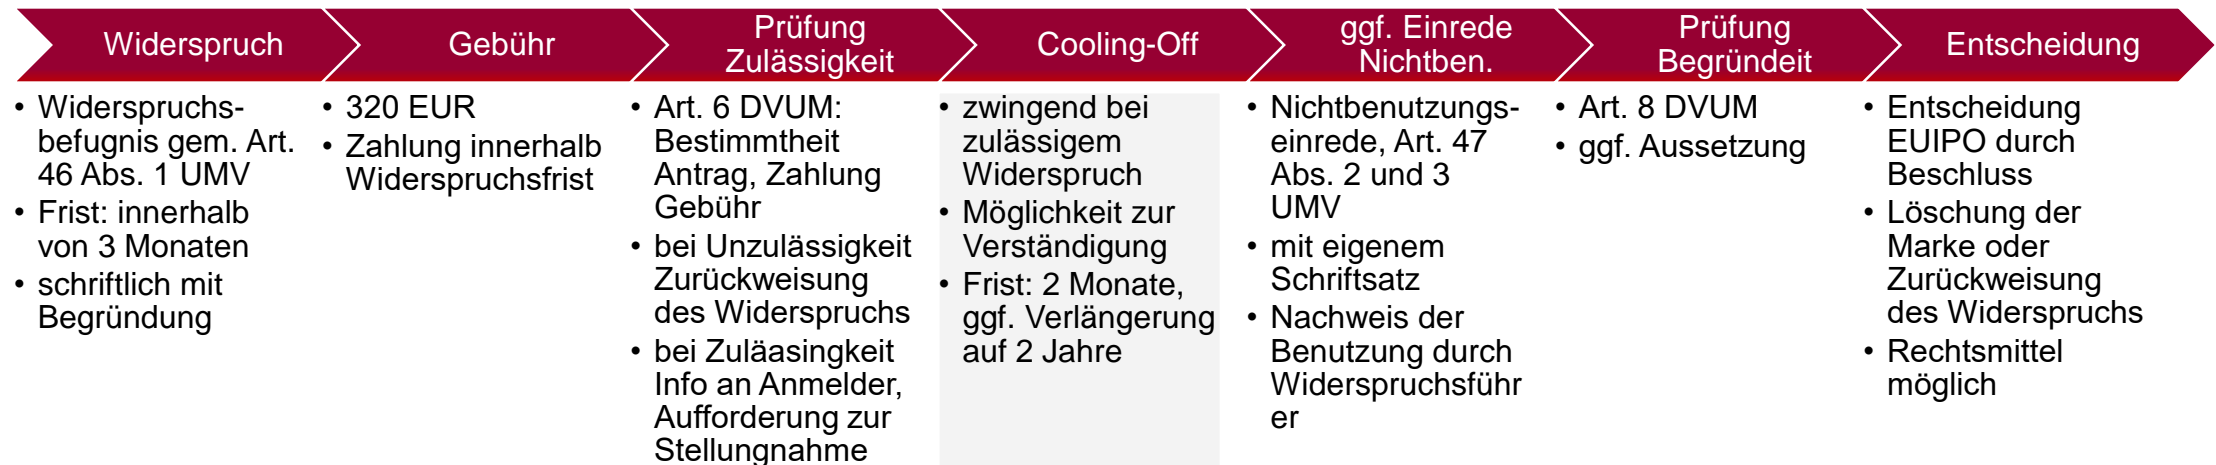 Widerspruch
Gebühr
Prüfung
Zulässigkeit
Cooling-Off
ggf. Einrede
Nichtben.
Prüfung
Begründeit
Entscheidung
• Widerspruchs-
befugnis gem. Art.
46 Abs. 1 UMV
• Frist: innerhalb
von 3 Monaten
• schriftlich mit
Begründung
• 320 EUR
• Zahlung innerhalb
Widerspruchsfrist
• Art. 6 DVUM:
Bestimmtheit
Antrag, Zahlung
Gebühr
• bei Unzulässigkeit
Zurückweisung
des Widerspruchs
• bei Zuläasingkeit
Info an Anmelder,
Aufforderung zur
Stellungnahme
• zwingend bei
zulässigem
Widerspruch
• Möglichkeit zur
Verständigung
• Frist: 2 Monate,
ggf. Verlängerung
auf 2 Jahre
• Nichtbenutzungs-
einrede, Art. 47
Abs. 2 und 3
UMV
• mit eigenem
Schriftsatz
• Nachweis der
Benutzung durch
Widerspruchsführ
er
• Art. 8 DVUM
• ggf. Aussetzung
• Entscheidung
EUIPO durch
Beschluss
• Löschung der
Marke oder
Zurückweisung
des Widerspruchs
• Rechtsmittel
möglich